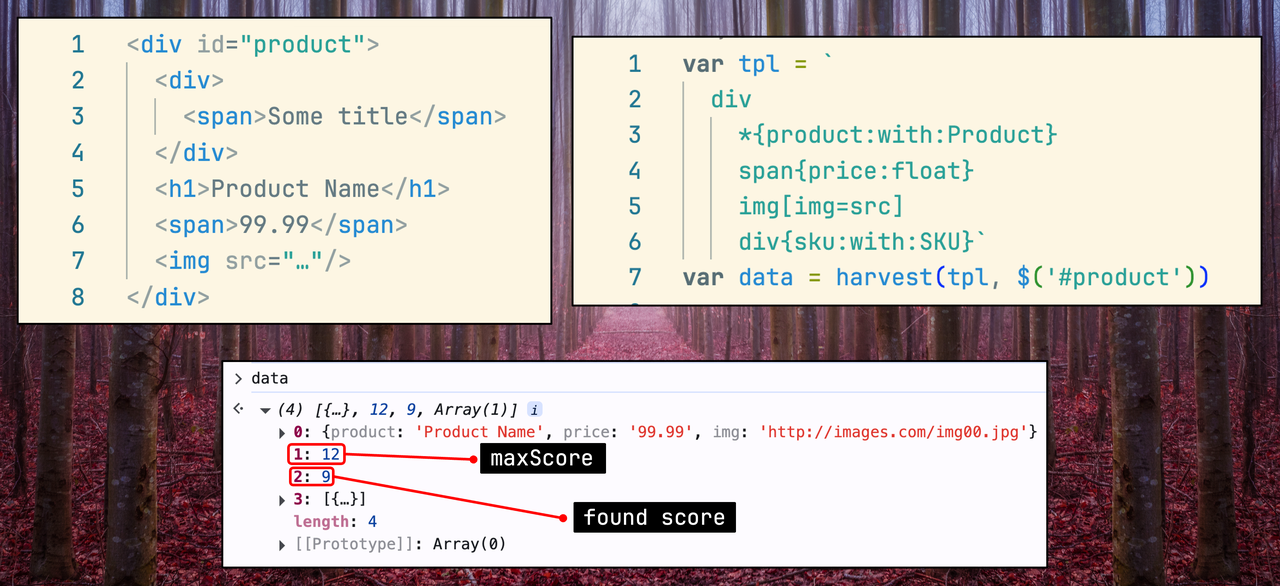 1 <div id="product">
2 <div>
3 <span>Some title</span>
4 </div>
5 <h1>Product Name</h1>
6 <span>99.99</span>
7 <img src="…"/>
8 </div>
1 var tpl = `
2 div
3 *{product:with:Product}
4 span{price:float}
5 img[img=src]
6 div{sku:with:SKU}`
7 var data = harvest(tpl, $('#product'))
> data
(4) [{…}, 12, 9, Array(1)] i
0: {product: 'Product Name', price: '99.99', img: 'http://images.com/img00.jpg'}
1: 12
maxScore
2: 9
3: [{…}]
found score
length: 4
[[Prototype]]: Array(0)